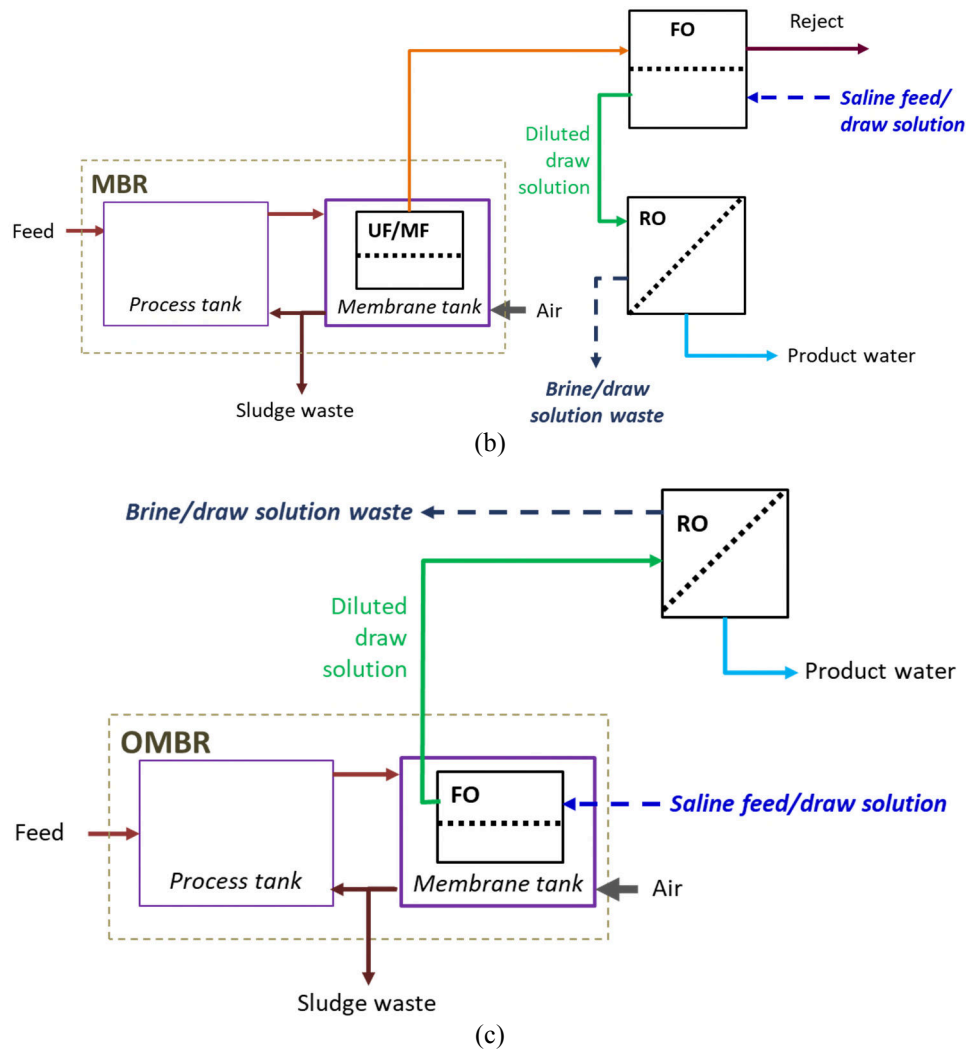 FO
Reject
Saline feed/
draw solution
Diluted
draw
solution
MBR
Feed
UF/MF
RO
Process tank
Membrane tank
Air
Product water
Sludge waste
Brine/draw
solution waste
(b)
Brine/draw solution waste
RO
Diluted
draw
solution
Product water
OMBR
FO
Saline feed/draw solution
Feed
Process tank
Membrane tank
Air
Sludge waste
(c)